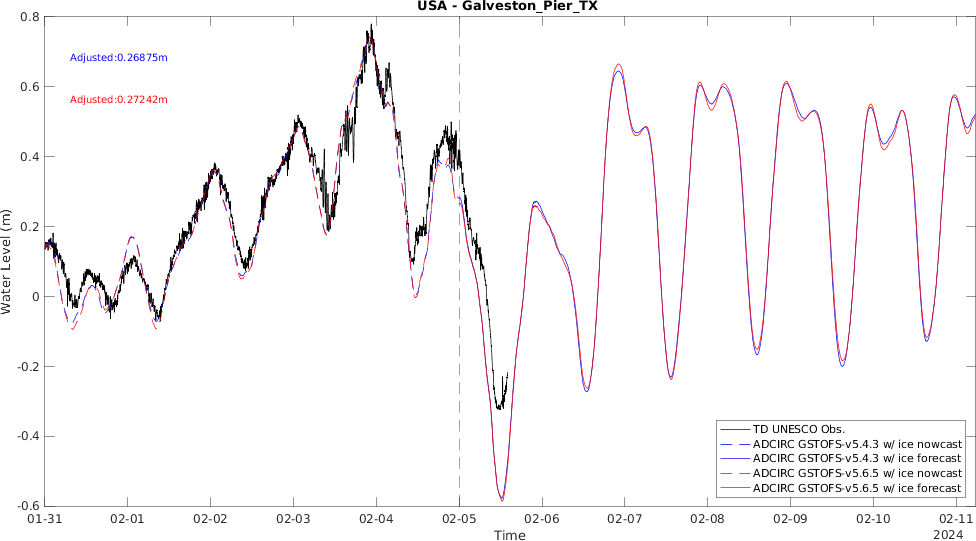 USA - Galveston_Pier_TX
Adjusted:0.26875m
Adjusted:0.27242m
Water Level (m)
0.8
0.6
0.4
0.2
0
-0.2
-0.4
-0.6
TD UNESCO Obs.
ADCIRC GSTOFS-v5.4.3 w/ ice nowcast
ADCIRC GSTOFS-v5.4.3 w/ ice forecast
ADCIRC GSTOFS-v5.6.5 w/ ice nowcast
ADCIRC GSTOFS-v5.6.5 w/ ice forecast
01-31 02-01 02-02 02-03 02-04 02-05 02-06 02-07 02-08 02-09 02-10 02-11
Time
2024